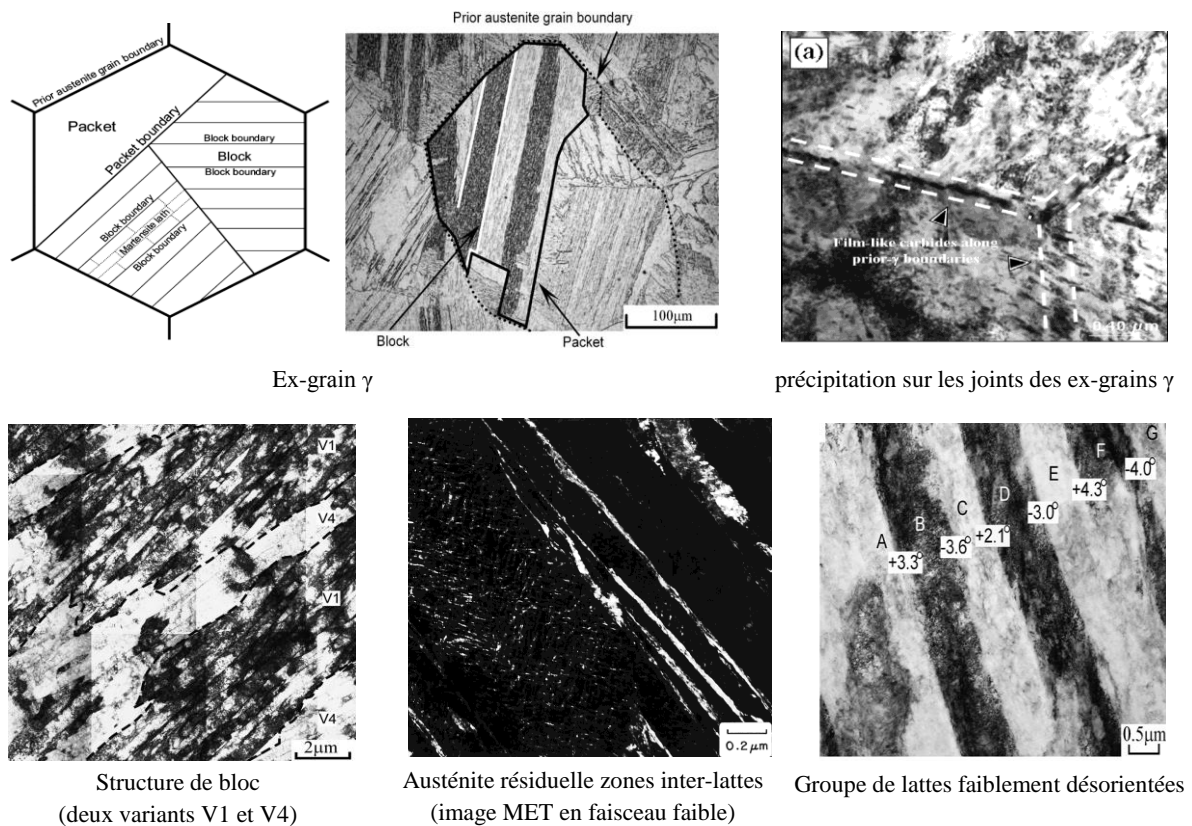 Prior austenite grain boundary
Packet
Packet boundary
Block boundary
Block
Block boundary
Block boundary
Martensite lath
Block boundary
Prior austenite grain boundary
Block
Packet
100μm
Ex-grain γ
(a)
Film-like carbides along
prior-γ boundaries
0.40 μm
précipitation sur les joints des ex-grains γ
V1
V4
V1
V4
2μm
Structure de bloc
(deux variants V1 et V4)
0.2μm
Austénite résiduelle zones inter-lattes
(image MET en faisceau faible)
G
F
-4.0°
E
+4.3°
D
-3.0°
C
+2.1°
B
-3.6°
A
+3.3°
0.5μm
Groupe de lattes faiblement désorientées